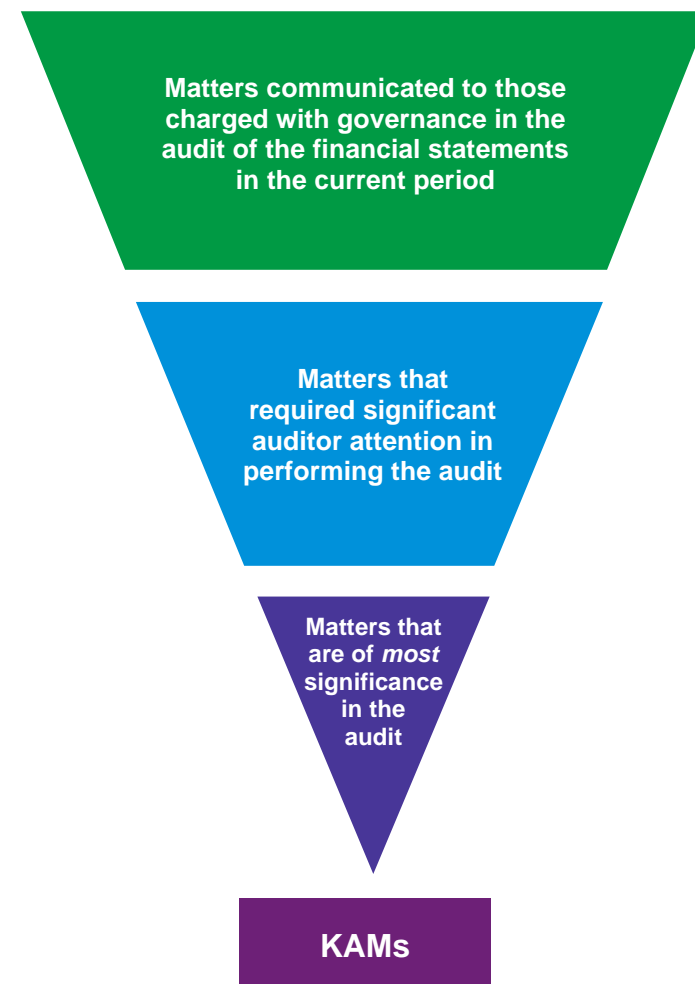 Matters communicated to those
charged with governance in the
audit of the financial statements
in the current period
Matters that
required significant
auditor attention in
performing the audit
Matters that
are of most
significance
in the
audit
KAMs